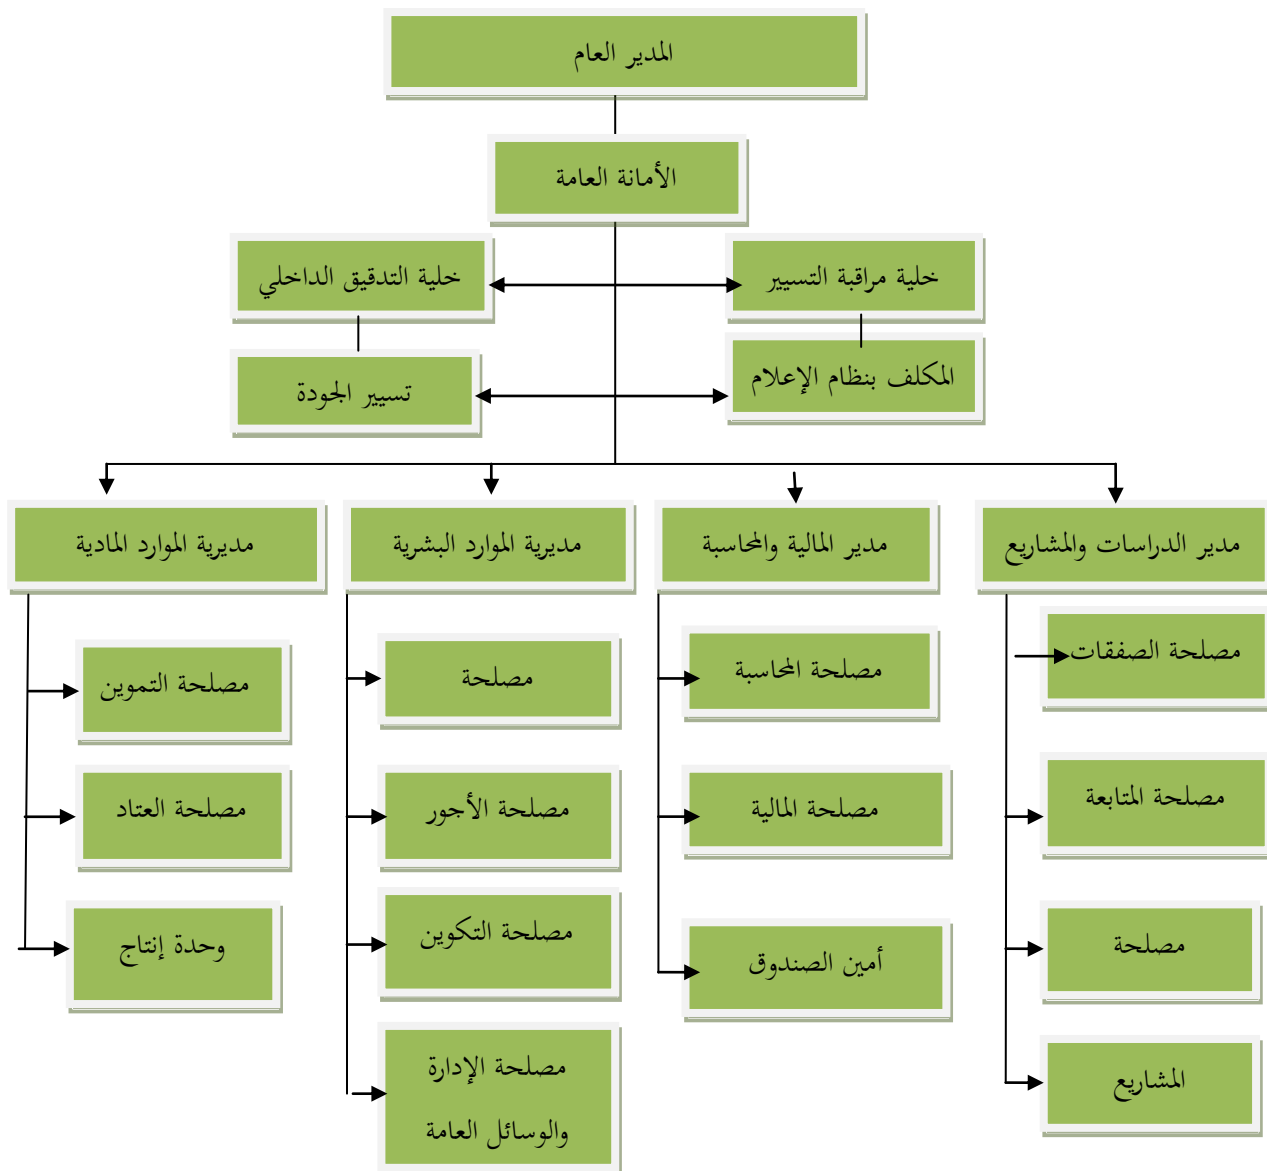 المدير العام
الأمانة العامة
خلية مراقبة التسيير
خلية التدقيق الداخلي
المكلف بنظام الإعلام
تسيير الجودة
مدير الدراسات والمشاريع
مدير المالية والمحاسبة
مديرية الموارد البشرية
مديرية الموارد المادية
مصلحة الصفقات
مصلحة المتابعة
مصلحة
المشاريع
مصلحة المحاسبة
مصلحة المالية
أمين الصندوق
مصلحة
مصلحة الأجور
مصلحة التكوين
مصلحة الإدارة
والوسائل العامة
مصلحة التموين
مصلحة العتاد
وحدة إنتاج